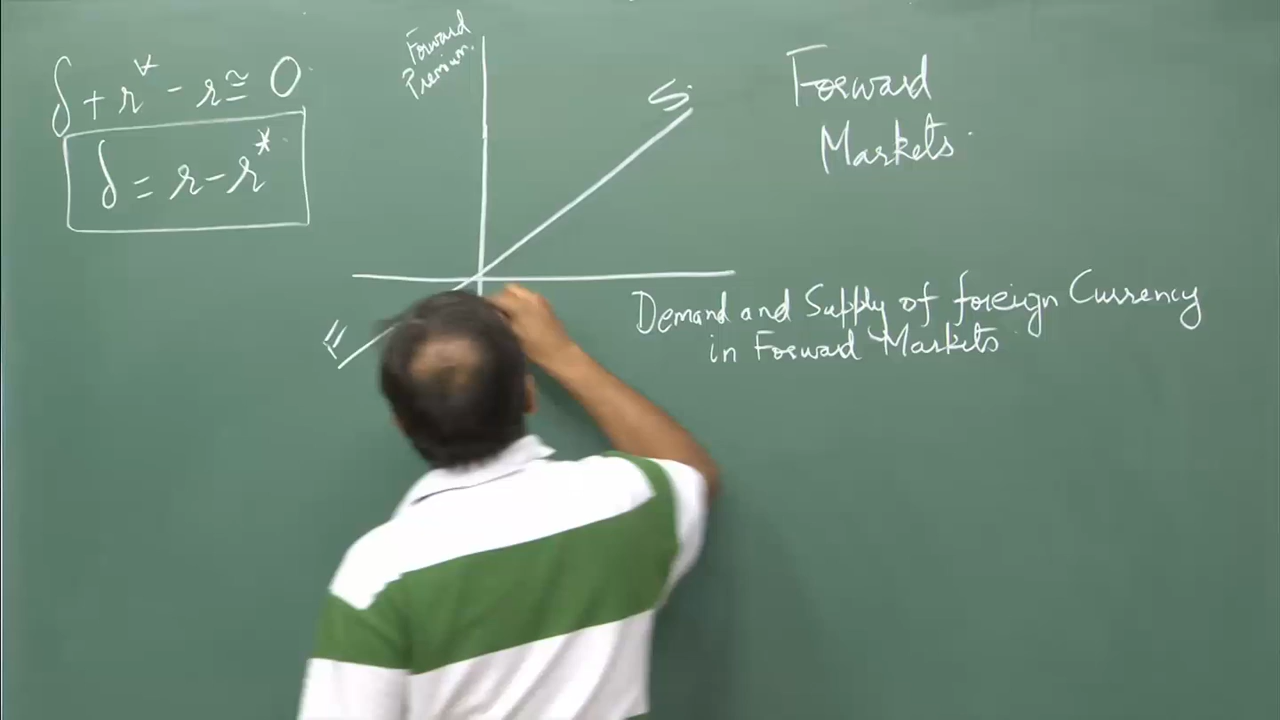 δ + r* - r ≅ 0
δ = r - r*
Forward
Premium.
S
Forward
Markets
Demand and Supply of foreign Currency
in Forward Markets